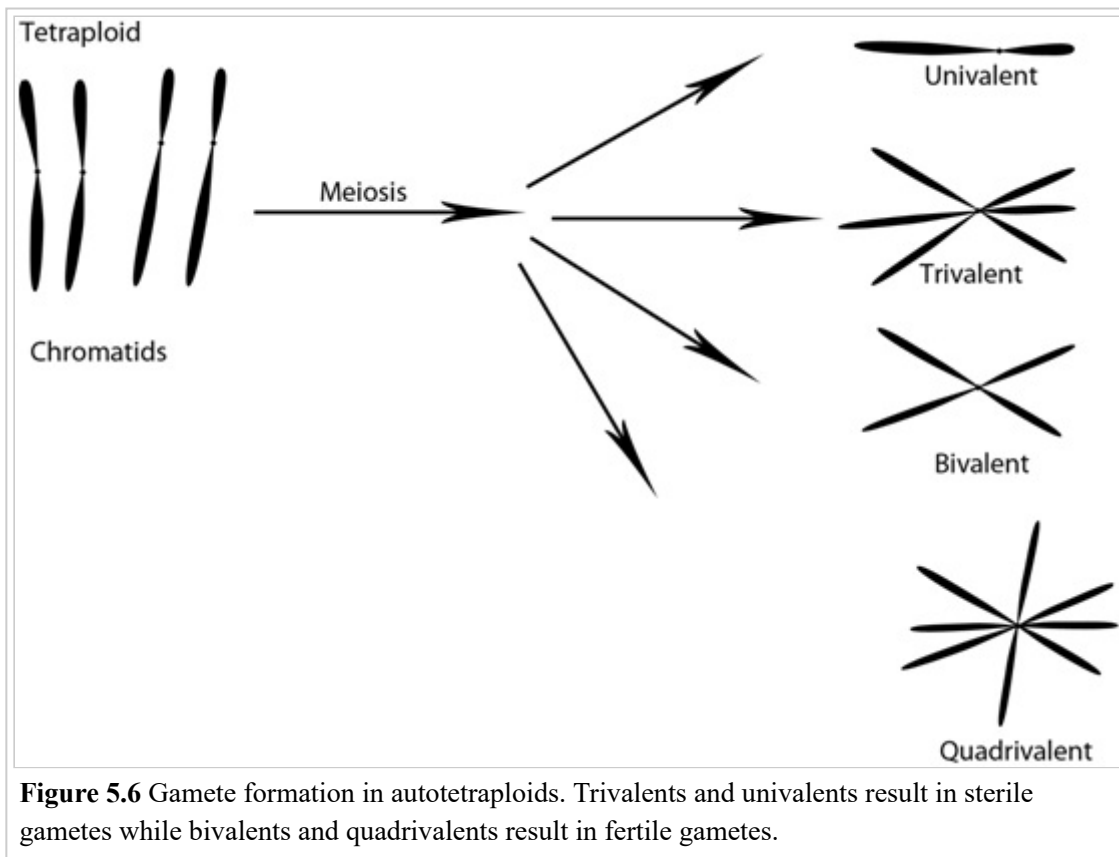 Tetraploid
Univalent
Meiosis
Trivalent
Chromatids
Bivalent
Quadrivalent
Figure 5.6 Gamete formation in autotetraploids. Trivalents and univalents result in sterile
gametes while bivalents and quadrivalents result in fertile gametes.